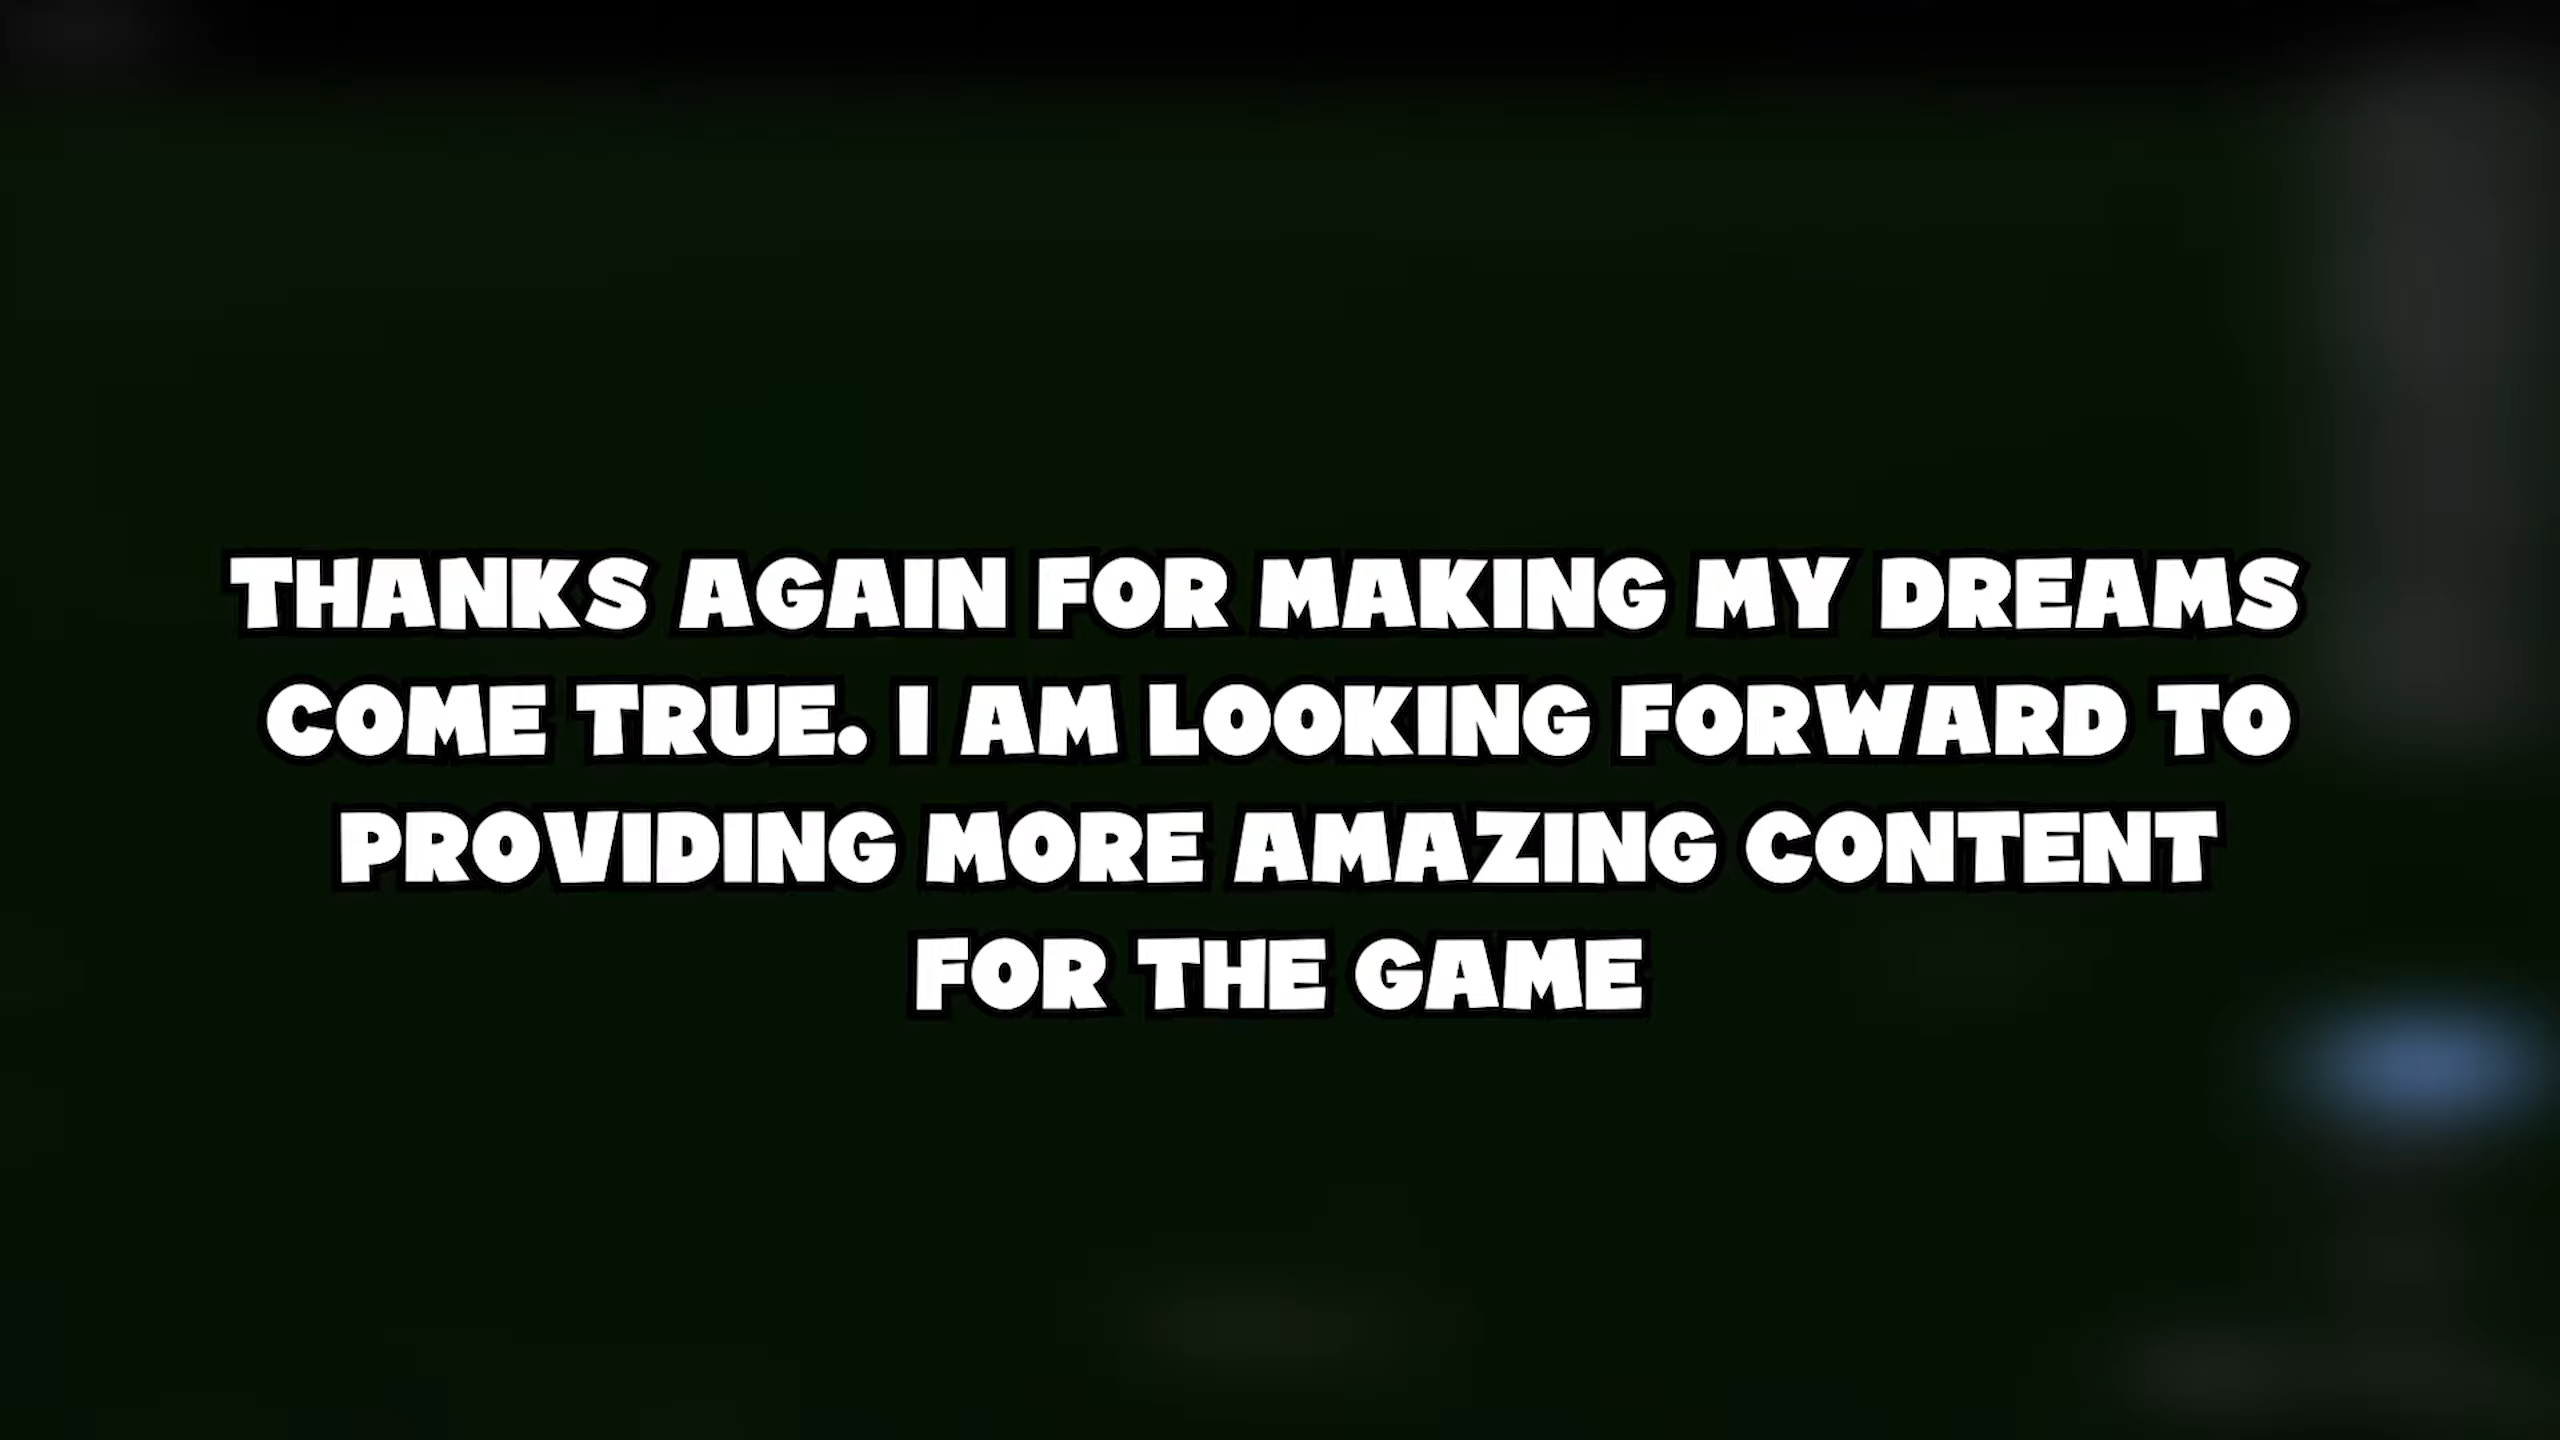 THANKS AGAIN FOR MAKING MY DREAMS
COME TRUE. I AM LOOKING FORWARD TO
PROVIDING MORE AMAZING CONTENT
FOR THE GAME